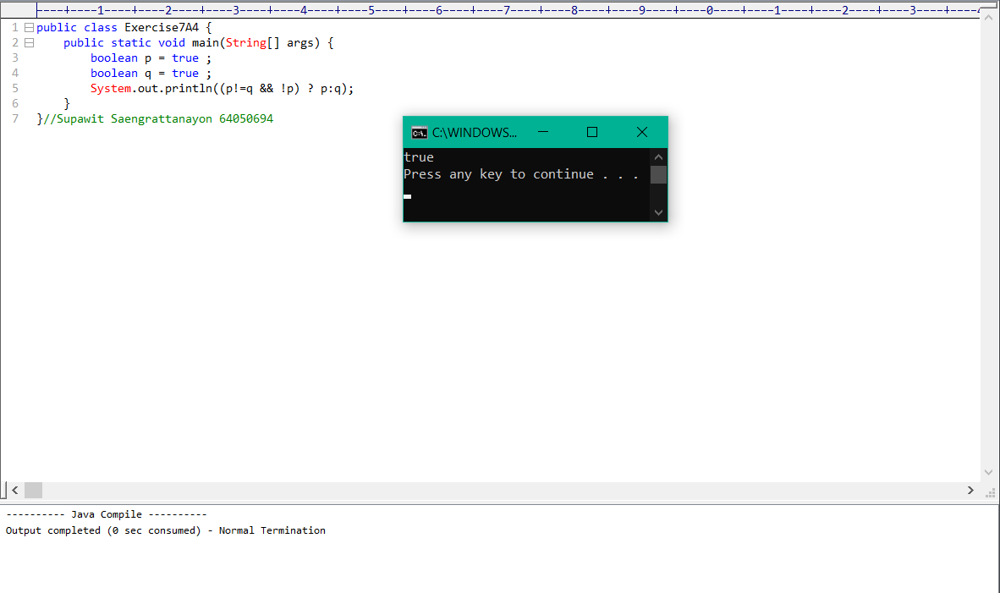 ----+----1----+----2----+----3----+----4----+----5----+----6----+----7----+----8----+----9----+----0----+----1----+----2----+----3----+----4
1 public class Exercise7A4 {
2 public static void main(String[] args) {
3 boolean p = true ;
4 boolean q = true ;
5 System.out.println((p!=q && !p) ? p:q);
6 }
7 }//Supawit Saengrattanayon 64050694
C:\WINDOWS...
true
Press any key to continue . . .
---------- Java Compile ----------
Output completed (0 sec consumed) - Normal Termination